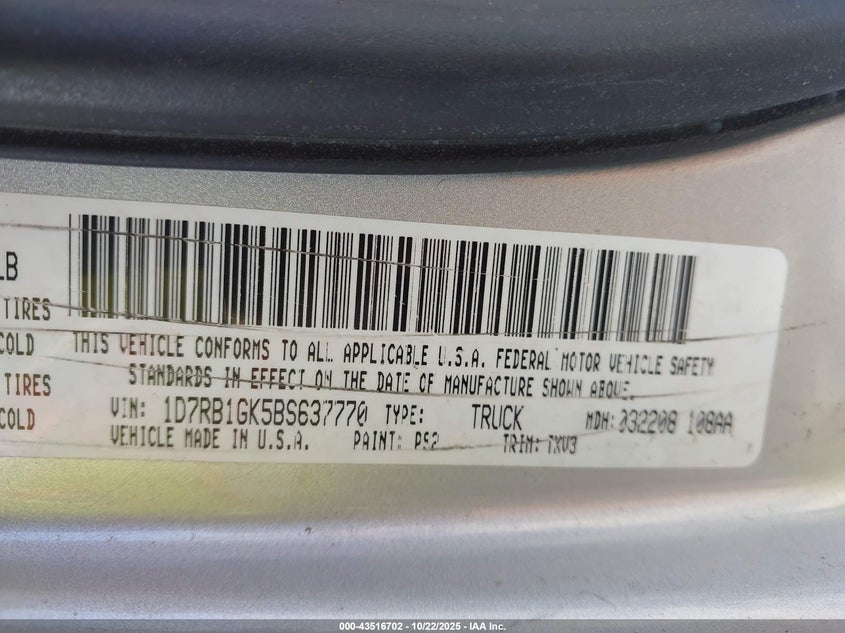 LB
TIRES
COLD
TIRES
COLD
THIS VEHICLE CONFORMS TO ALL APPLICABLE U.S.A. FEDERAL MOTOR VEHICLE SAFETY
STANDARDS IN EFFECT ON THE DATE OF MANUFACTURE SHOWN ABOVE.
VIN: 1D7RB1GK5BS637770 TYPE: TRUCK MDH: 032208 108AA
VEHICLE MADE IN U.S.A. PAINT: PS2 TRIM: TXV3
000-43516702 - 10/22/2025 - IAA Inc.